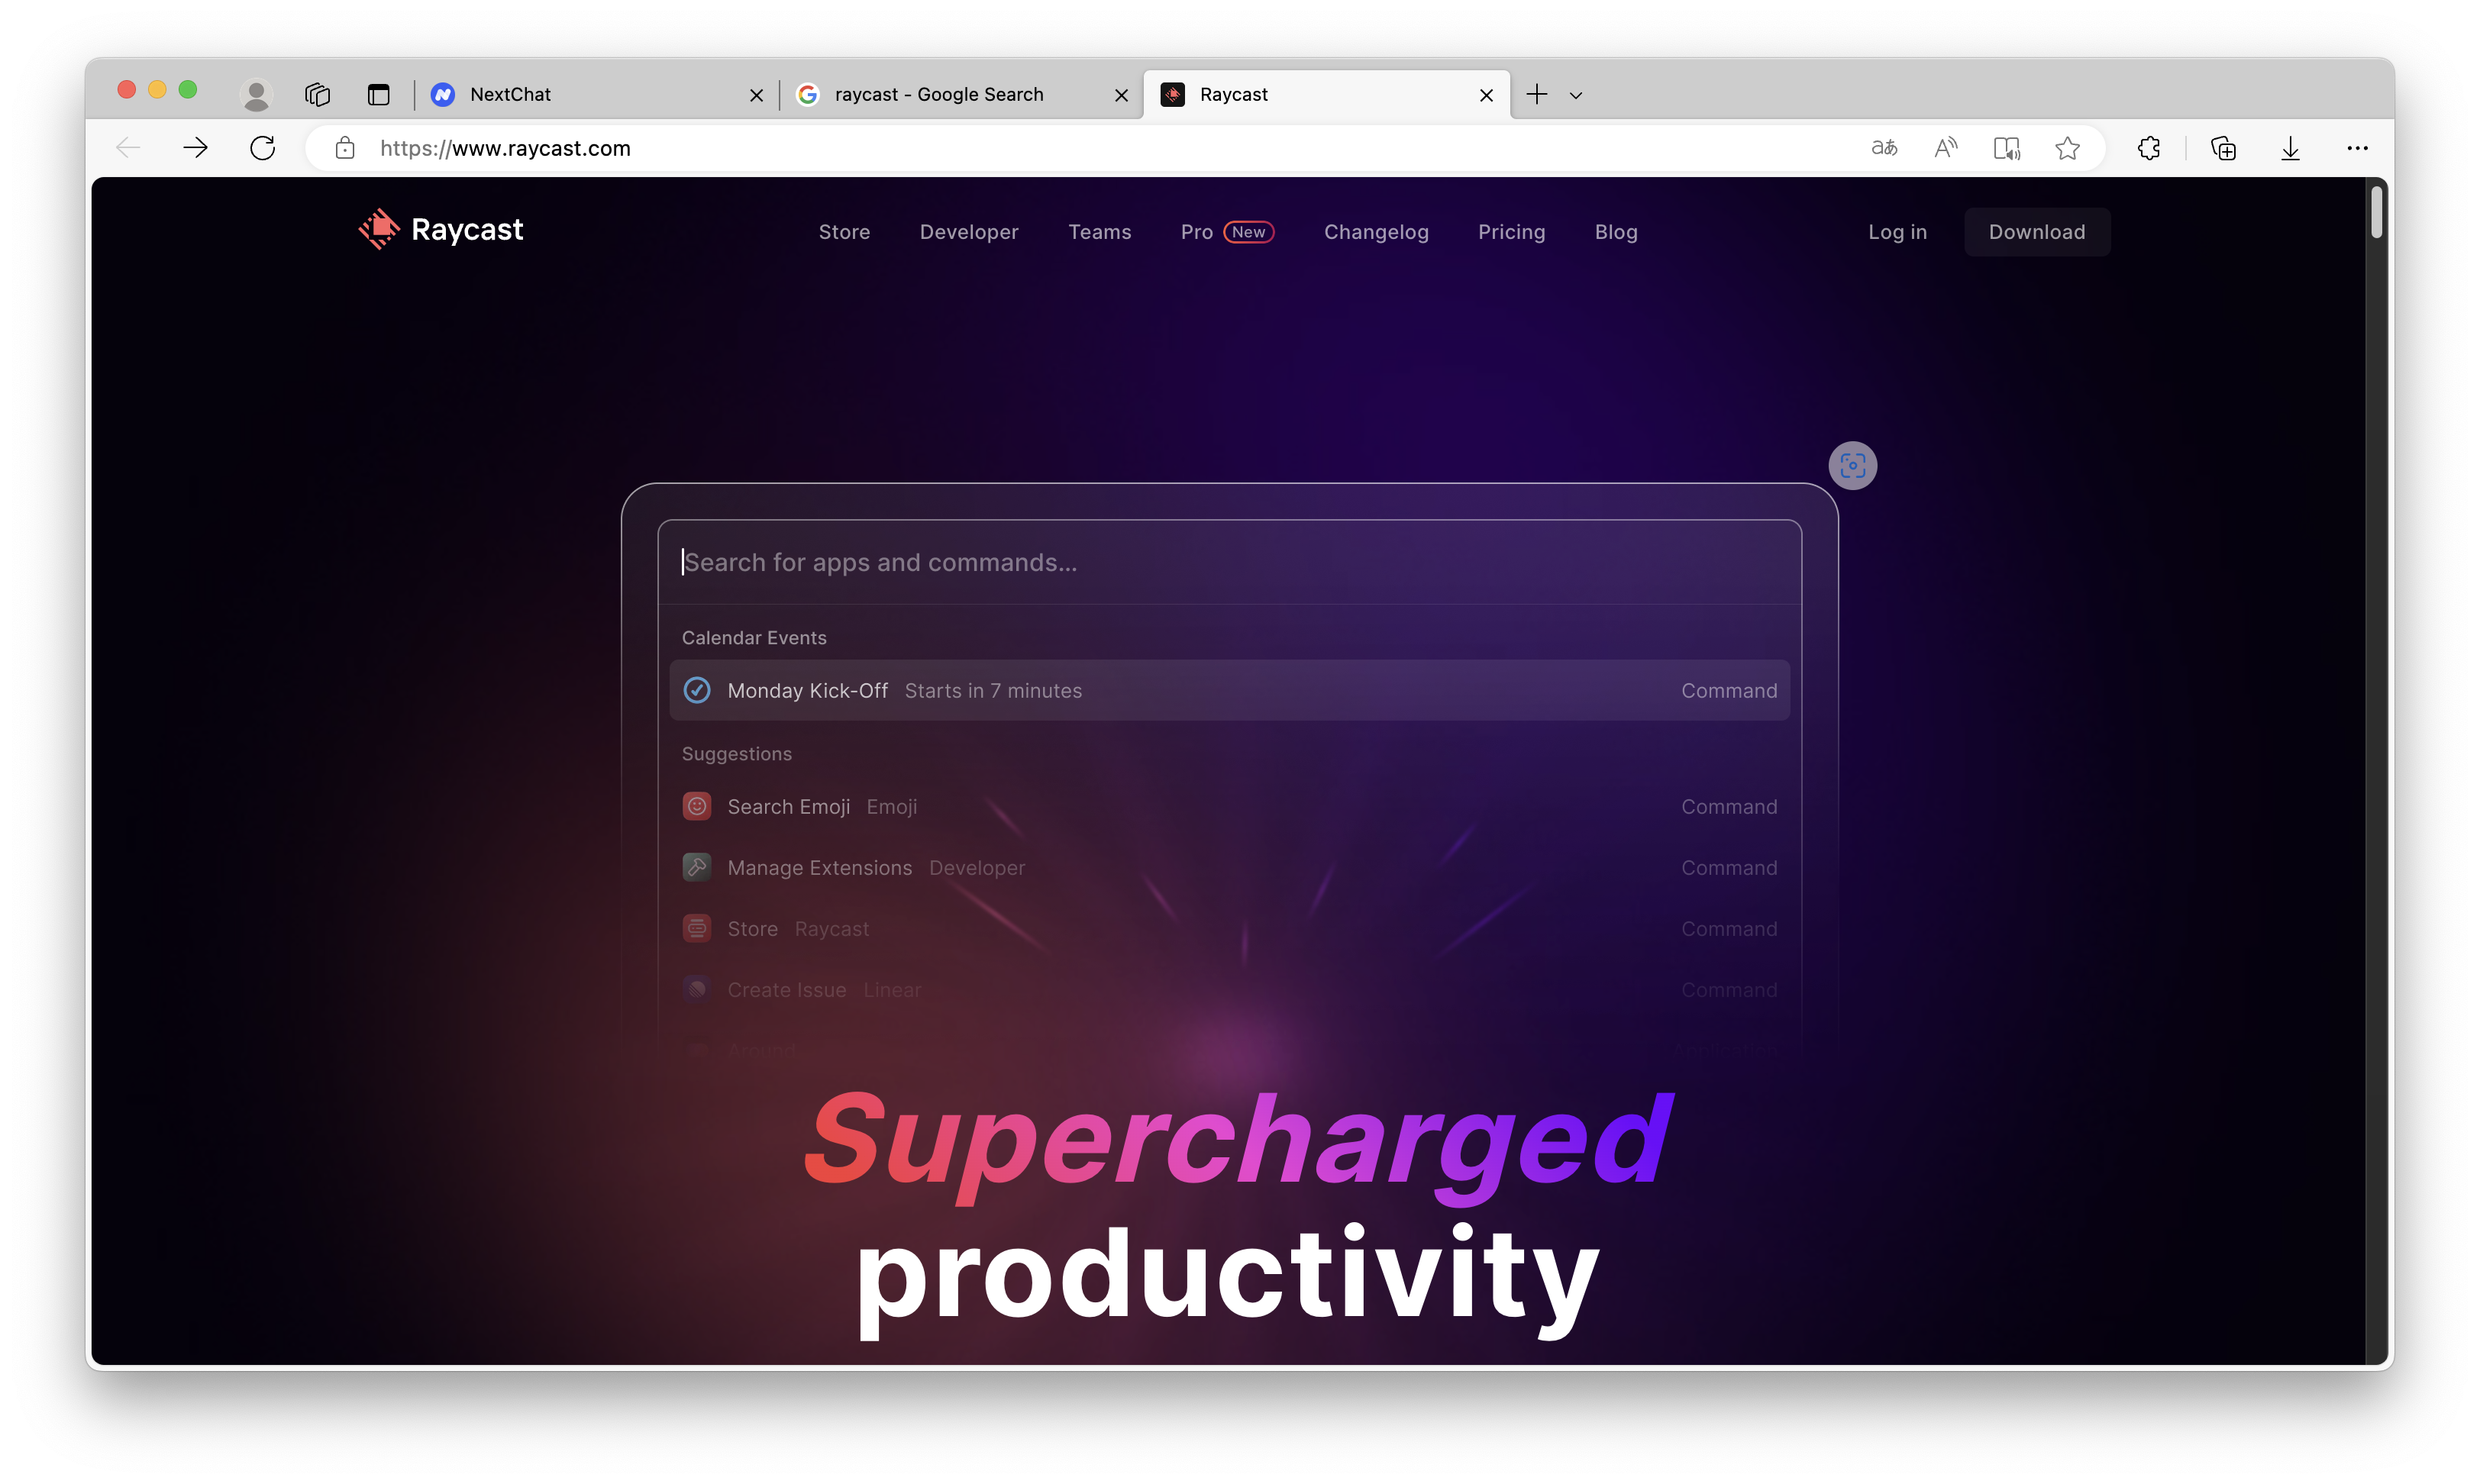 NextChat
raycast - Google Search
Raycast
https://www.raycast.com
Raycast
Store Developer Teams Pro New Changelog Pricing Blog Log in Download
Search for apps and commands...
Calendar Events
Monday Kick-Off Starts in 7 minutes Command
Suggestions
Search Emoji Emoji Command
Manage Extensions Developer Command
Store Raycast Command
Create Issue Linear Command
Around
Supercharged
productivity